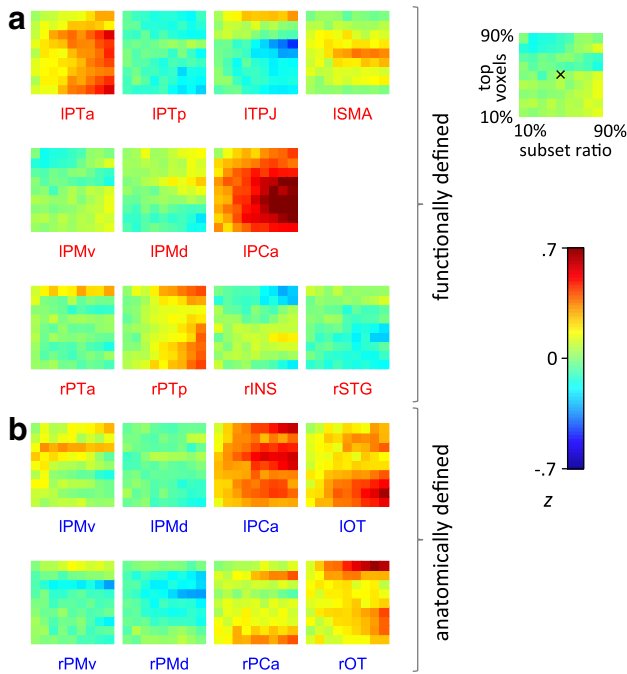 a
lPTa lPTp lTPJ lSMA
lPMv lPMd lPCa
rPTa rPTp rINS rSTG
functionally defined
b
lPMv lPMd lPCa lOT
rPMv rPMd rPCa rOT
anatomically defined
90%
top
voxels
10%
10% 90%
subset ratio
.7
0
-.7
z